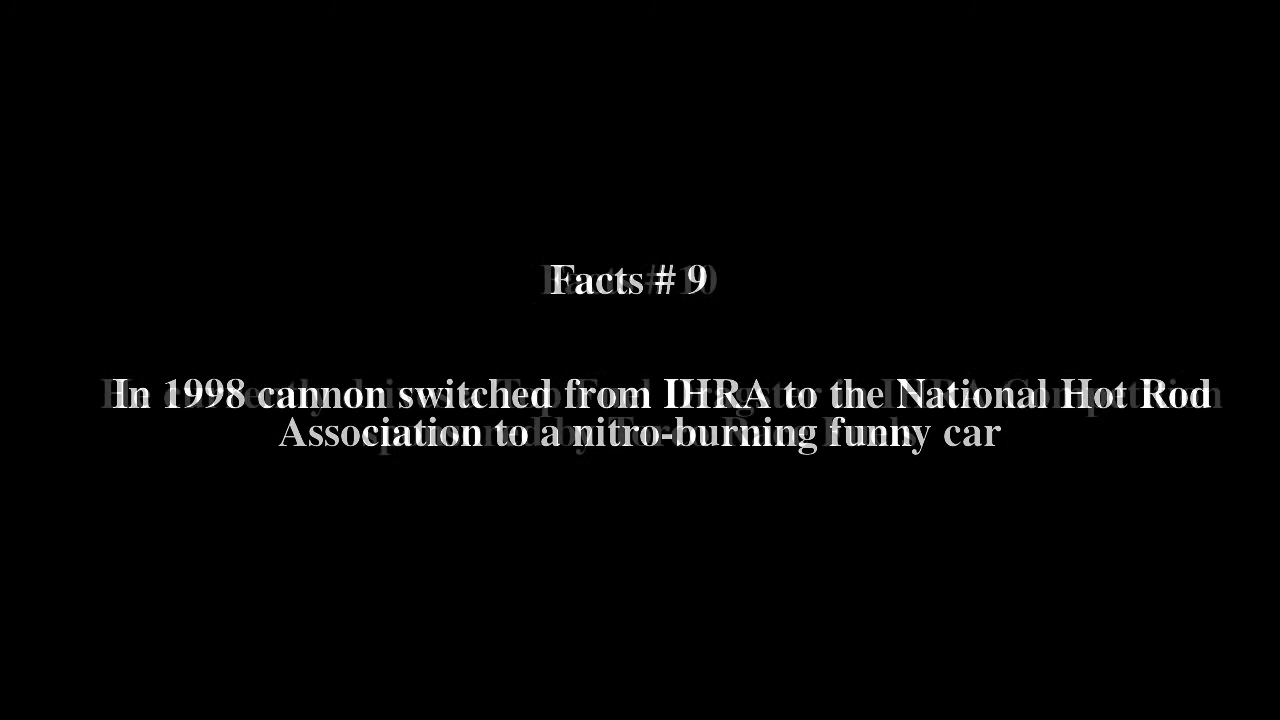 Facts # 9
In 1998 cannon switched from IHRA to the National Hot Rod
Association to a nitro-burning funny car